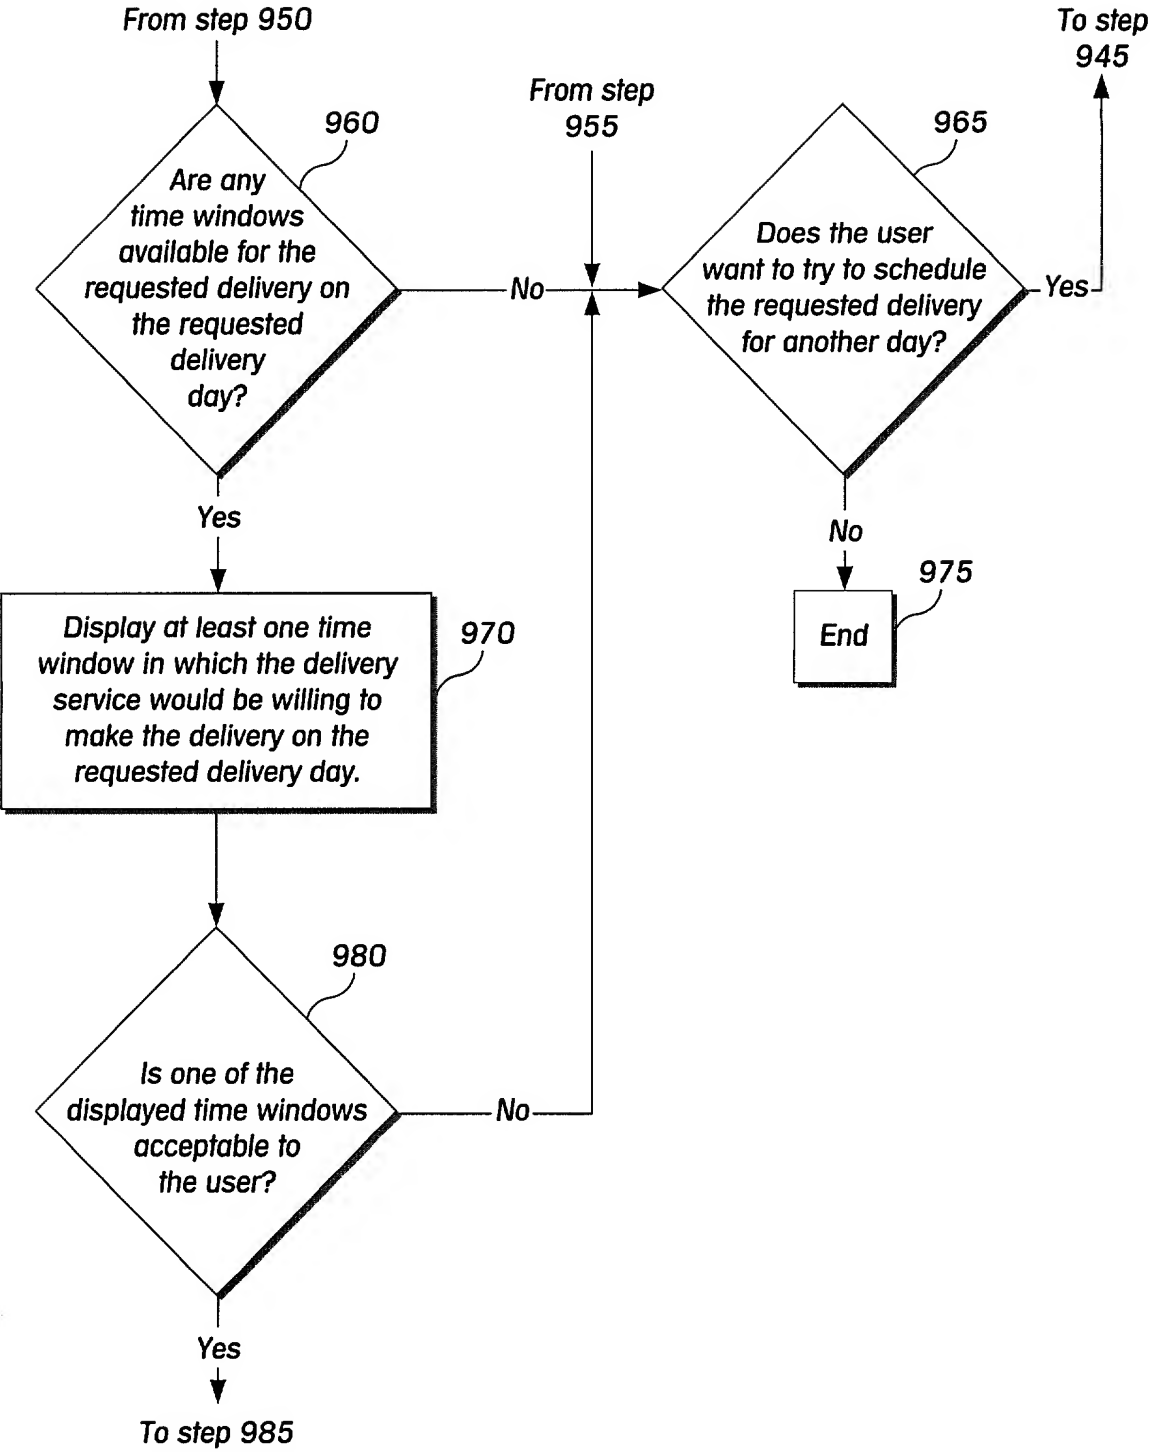 From step 950
960
Are any
time windows
available for the
requested delivery on
the requested
delivery
day?
No
Yes
From step
955
To step
945
965
Does the user
want to try to schedule
the requested delivery
for another day?
Yes
No
975
End
Display at least one time
window in which the delivery
service would be willing to
make the delivery on the
requested delivery day.
970
980
Is one of the
displayed time windows
acceptable to
the user?
No
Yes
To step 985